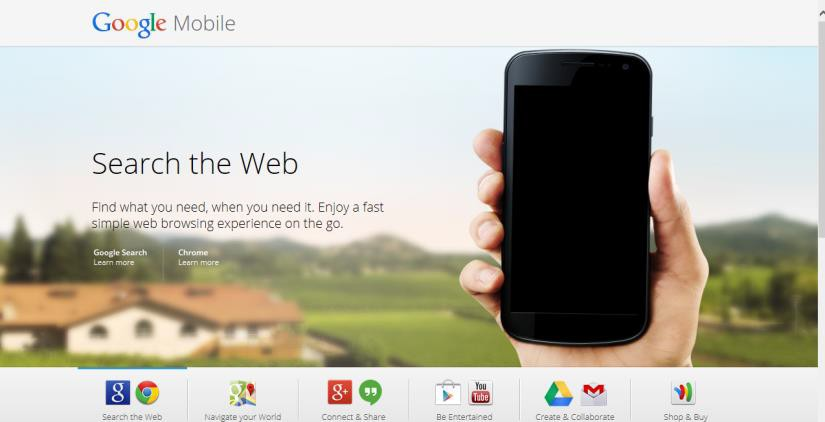 Google Mobile
Search the Web
Find what you need, when you need it. Enjoy a fast
simple web browsing experience on the go.
Google Search
Learn more
Chrome
Learn more
g
g+
You
Tube
Search the Web
Navigate your World
Connect & Share
Be Entertained
Create & Collaborate
Shop & Buy